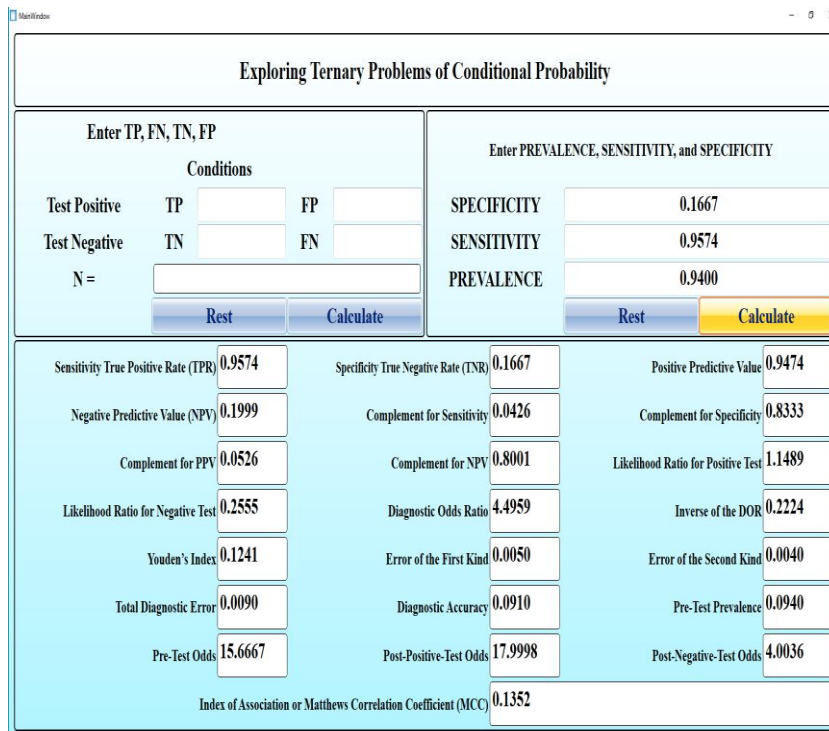 MainWindow
Exploring Ternary Problems of Conditional Probability
Enter TP, FN, TN, FP
Conditions
Test Positive TP FP
Test Negative TN FN
N =
Rest Calculate
Enter PREVALENCE, SENSITIVITY, and SPECIFICITY
SPECIFICITY 0.1667
SENSITIVITY 0.9574
PREVALENCE 0.9400
Rest Calculate
Sensitivity True Positive Rate (TPR) 0.9574 Specificity True Negative Rate (TNR) 0.1667 Positive Predictive Value 0.9474
Negative Predictive Value (NPV) 0.1999 Complement for Sensitivity 0.0426 Complement for Specificity 0.8333
Complement for PPV 0.0526 Complement for NPV 0.8001 Likelihood Ratio for Positive Test 1.1489
Likelihood Ratio for Negative Test 0.2555 Diagnostic Odds Ratio 4.4959 Inverse of the DOR 0.2224
Youden's Index 0.1241 Error of the First Kind 0.0050 Error of the Second Kind 0.0040
Total Diagnostic Error 0.0090 Diagnostic Accuracy 0.0910 Pre-Test Prevalence 0.0940
Pre-Test Odds 15.6667 Post-Positive-Test Odds 17.9998 Post-Negative-Test Odds 4.0036
Index of Association or Matthews Correlation Coefficient (MCC) 0.1352